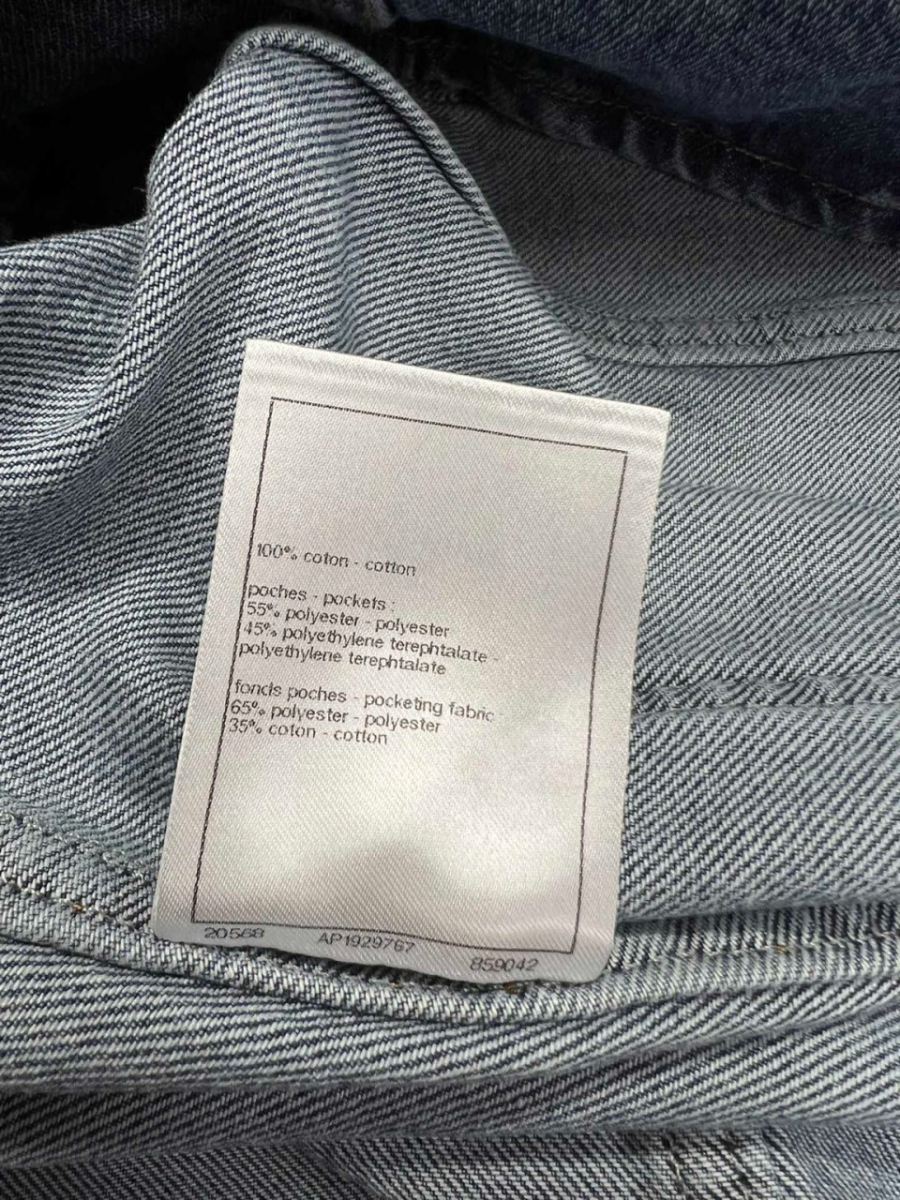 100% coton - cotton
poches - pockets :
55% polyester - polyester
45% polyethylene terephtalate -
polyethylene terephtalate
fonds poches - pocketing fabric
65% polyester - polyester
35% coton - cotton
20568 AP1929767 859042